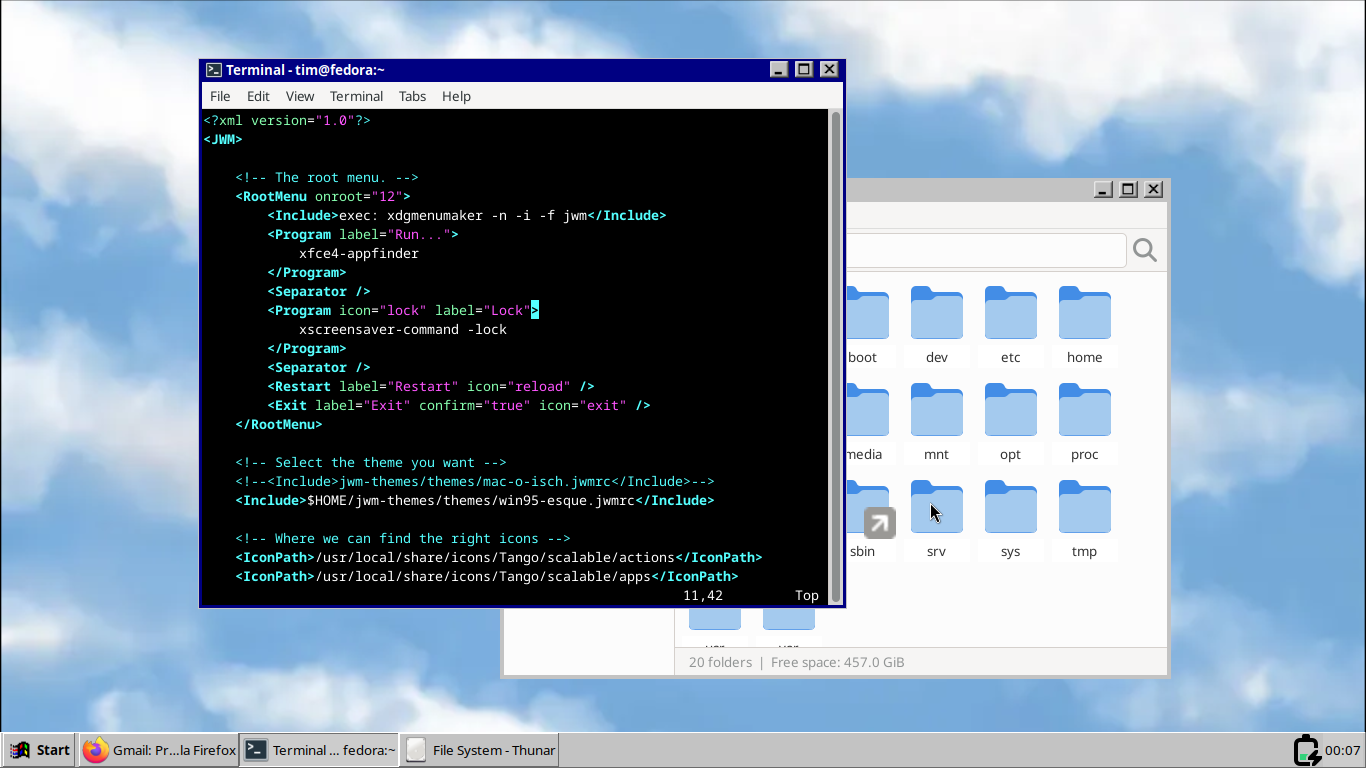 Terminal - tim@fedora:~
File Edit View Terminal Tabs Help
<?xml version="1.0"?>
<JWM>
<!-- The root menu. -->
<RootMenu onroot="12">
<Include>exec: xdgmenumaker -n -i -f jwm</Include>
<Program label="Run...">
xfce4-appfinder
</Program>
<Separator />
<Program icon="lock" label="Lock">
xscreensaver-command -lock
</Program>
<Separator />
<Restart label="Restart" icon="reload" />
<Exit label="Exit" confirm="true" icon="exit" />
</RootMenu>
<!-- Select the theme you want -->
<!--<Include>jwm-themes/themes/mac-o-isch.jwmrc</Include>-->
<Include>$HOME/jwm-themes/themes/win95-esque.jwmrc</Include>
<!-- Where we can find the right icons -->
<IconPath>/usr/local/share/icons/Tango/scalable/actions</IconPath>
<IconPath>/usr/local/share/icons/Tango/scalable/apps</IconPath>
11,42 Top
boot dev etc home
media mnt opt proc
sbin srv sys tmp
20 folders | Free space: 457.0 GiB
Start
Gmail: Pr...la Firefox
Terminal ... fedora:~
File System - Thunar
00:07